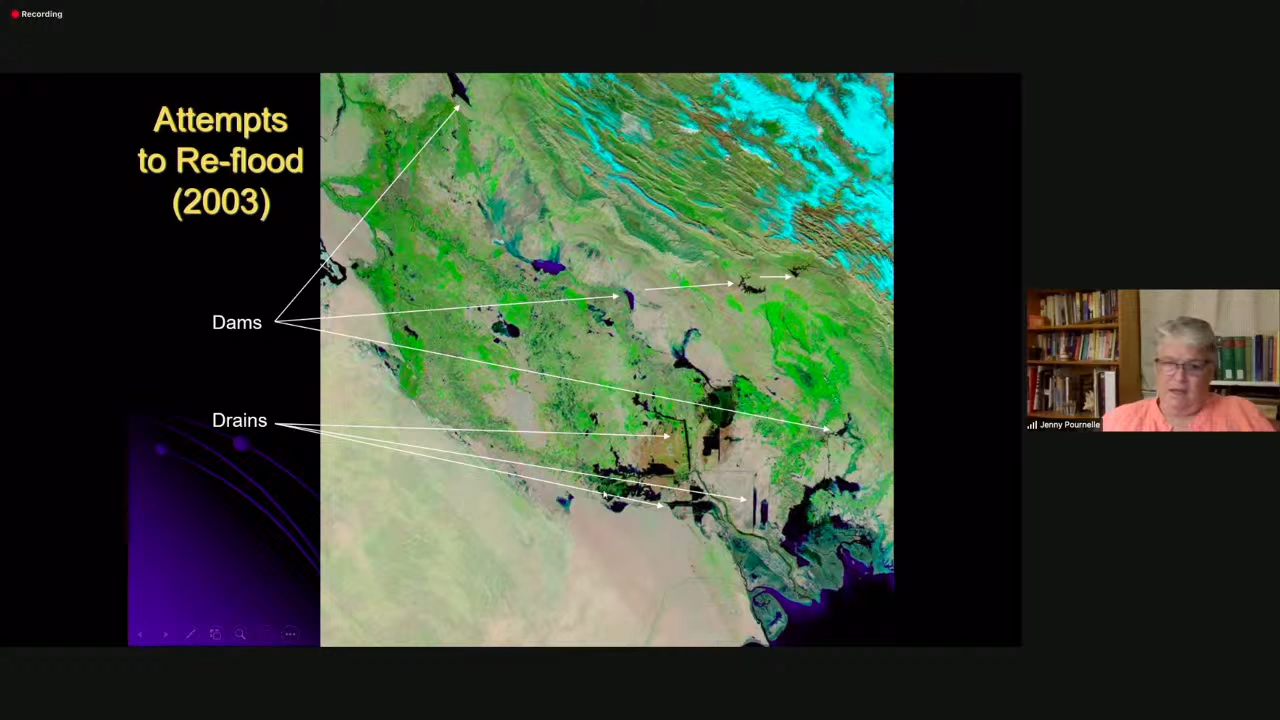 Recording
Attempts
to Re-flood
(2003)
Dams
Drains
Jenny Pournelle